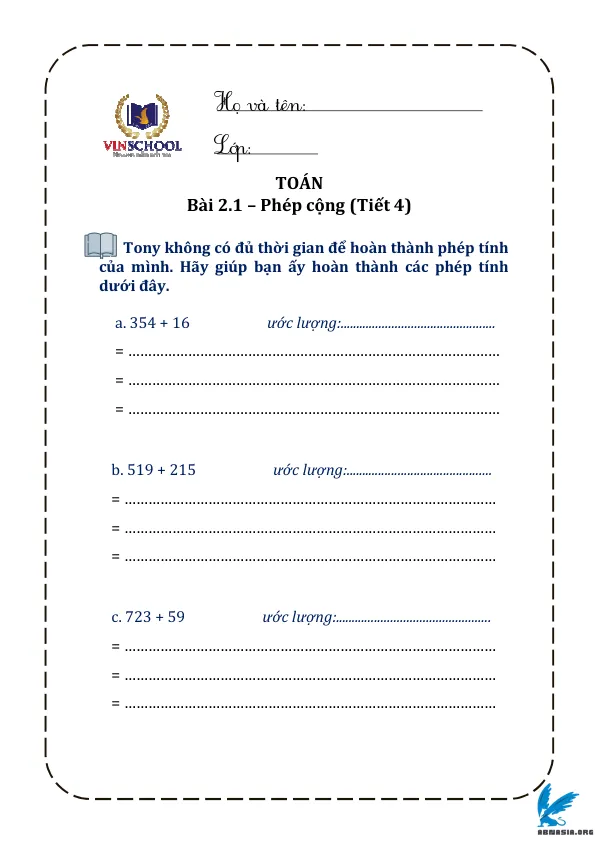 Họ và tên:
VINSCHOOL
Lớp:
TOÁN
Bài 2.1 – Phép cộng (Tiết 4)
Tony không có đủ thời gian để hoàn thành phép tính
của mình. Hãy giúp bạn ấy hoàn thành các phép tính
dưới đây.
a. 354 + 16 ước lượng:.................................................
= .............................................................................................
= .............................................................................................
= .............................................................................................
b. 519 + 215 ước lượng:..............................................
= .............................................................................................
= .............................................................................................
= .............................................................................................
c. 723 + 59 ước lượng:.................................................
= .............................................................................................
= .............................................................................................
= .............................................................................................
ABNASIA.ORG